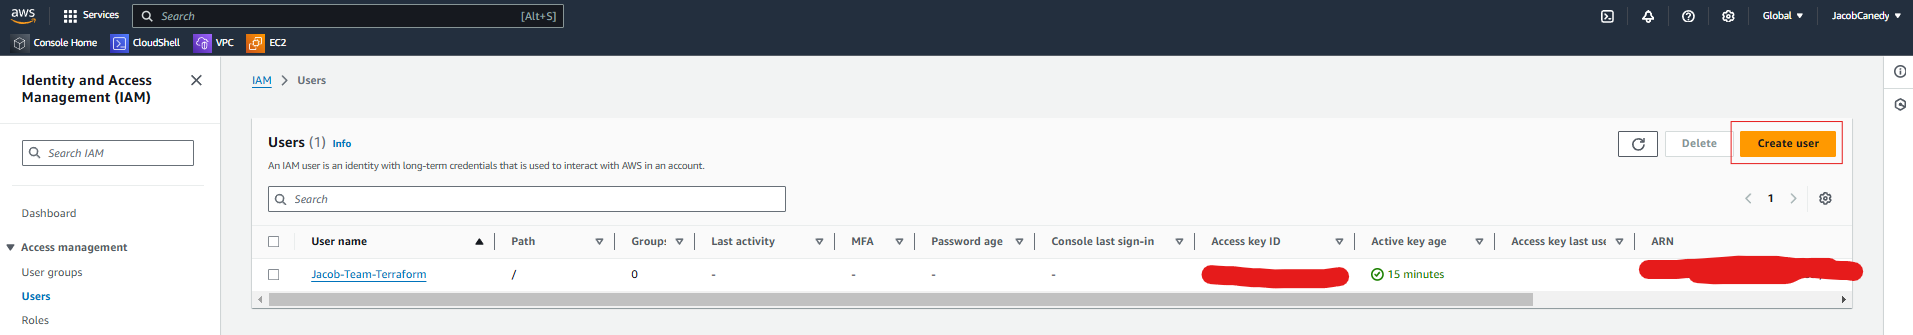 aws Services Search [Alt+S] Global JacobCanedy
Console Home CloudShell VPC EC2
Identity and Access
Management (IAM)
Search IAM
Dashboard
Access management
User groups
Users
Roles
IAM > Users
Users (1) Info
An IAM user is an identity with long-term credentials that is used to interact with AWS in an account.
Delete Create user
Search
1
User name Path Groups Last activity MFA Password age Console last sign-in Access key ID Active key age Access key last use ARN
Jacob-Team-Terraform / 0 - - - - 15 minutes